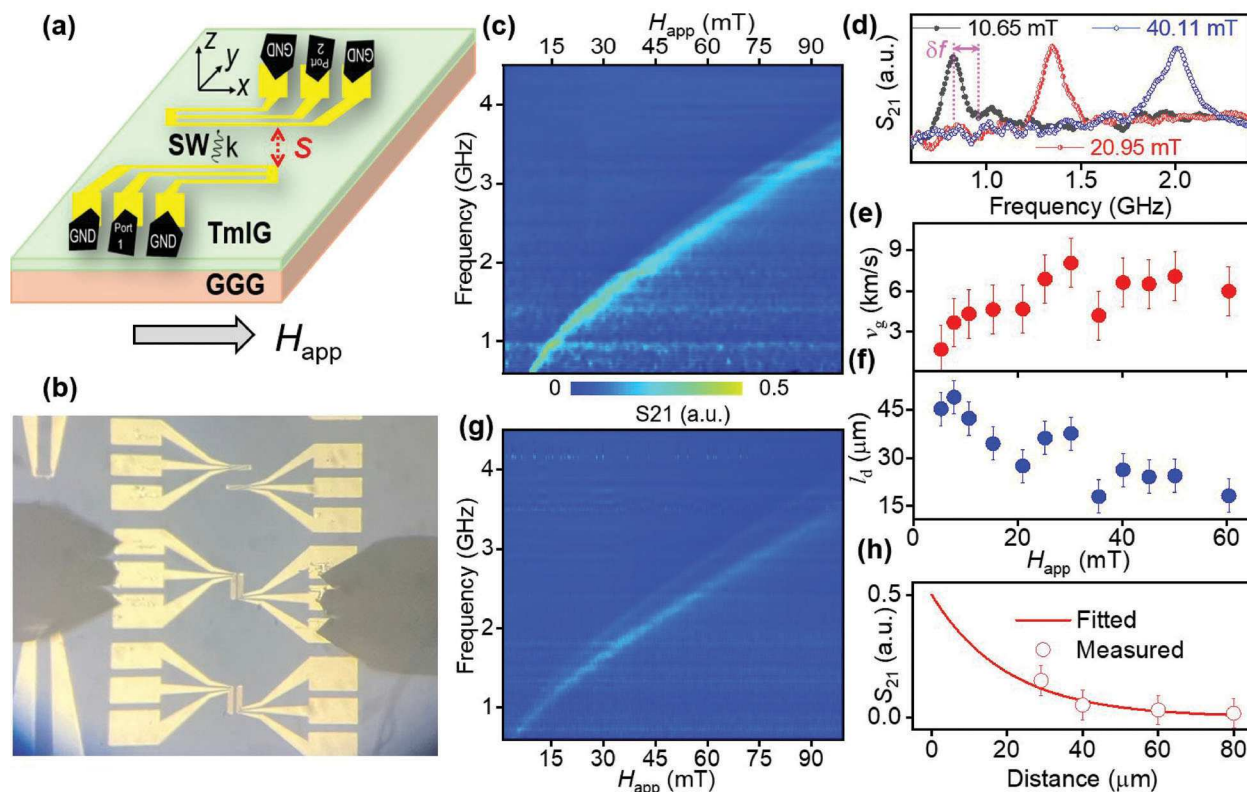 (a)
z
y
x
GND
Port 2
GND
SW
k
S
GND
Port 1
GND
TmIG
GGG
H_app
(b)
(c)
H_app (mT)
15 30 45 60 75 90
Frequency (GHz)
4
3
2
1
0 0.5
S21 (a.u.)
(d)
10.65 mT
40.11 mT
δf
20.95 mT
S_21 (a.u.)
1.0 1.5 2.0
Frequency (GHz)
(e)
v_g (km/s)
9
6
3
(f)
l_d (μm)
45
30
15
0 20 40 60
H_app (mT)
(g)
Frequency (GHz)
4
3
2
1
15 30 45 60 75 90
H_app (mT)
(h)
S_21 (a.u.)
0.5
0.0
Fitted
Measured
0 20 40 60 80
Distance (μm)